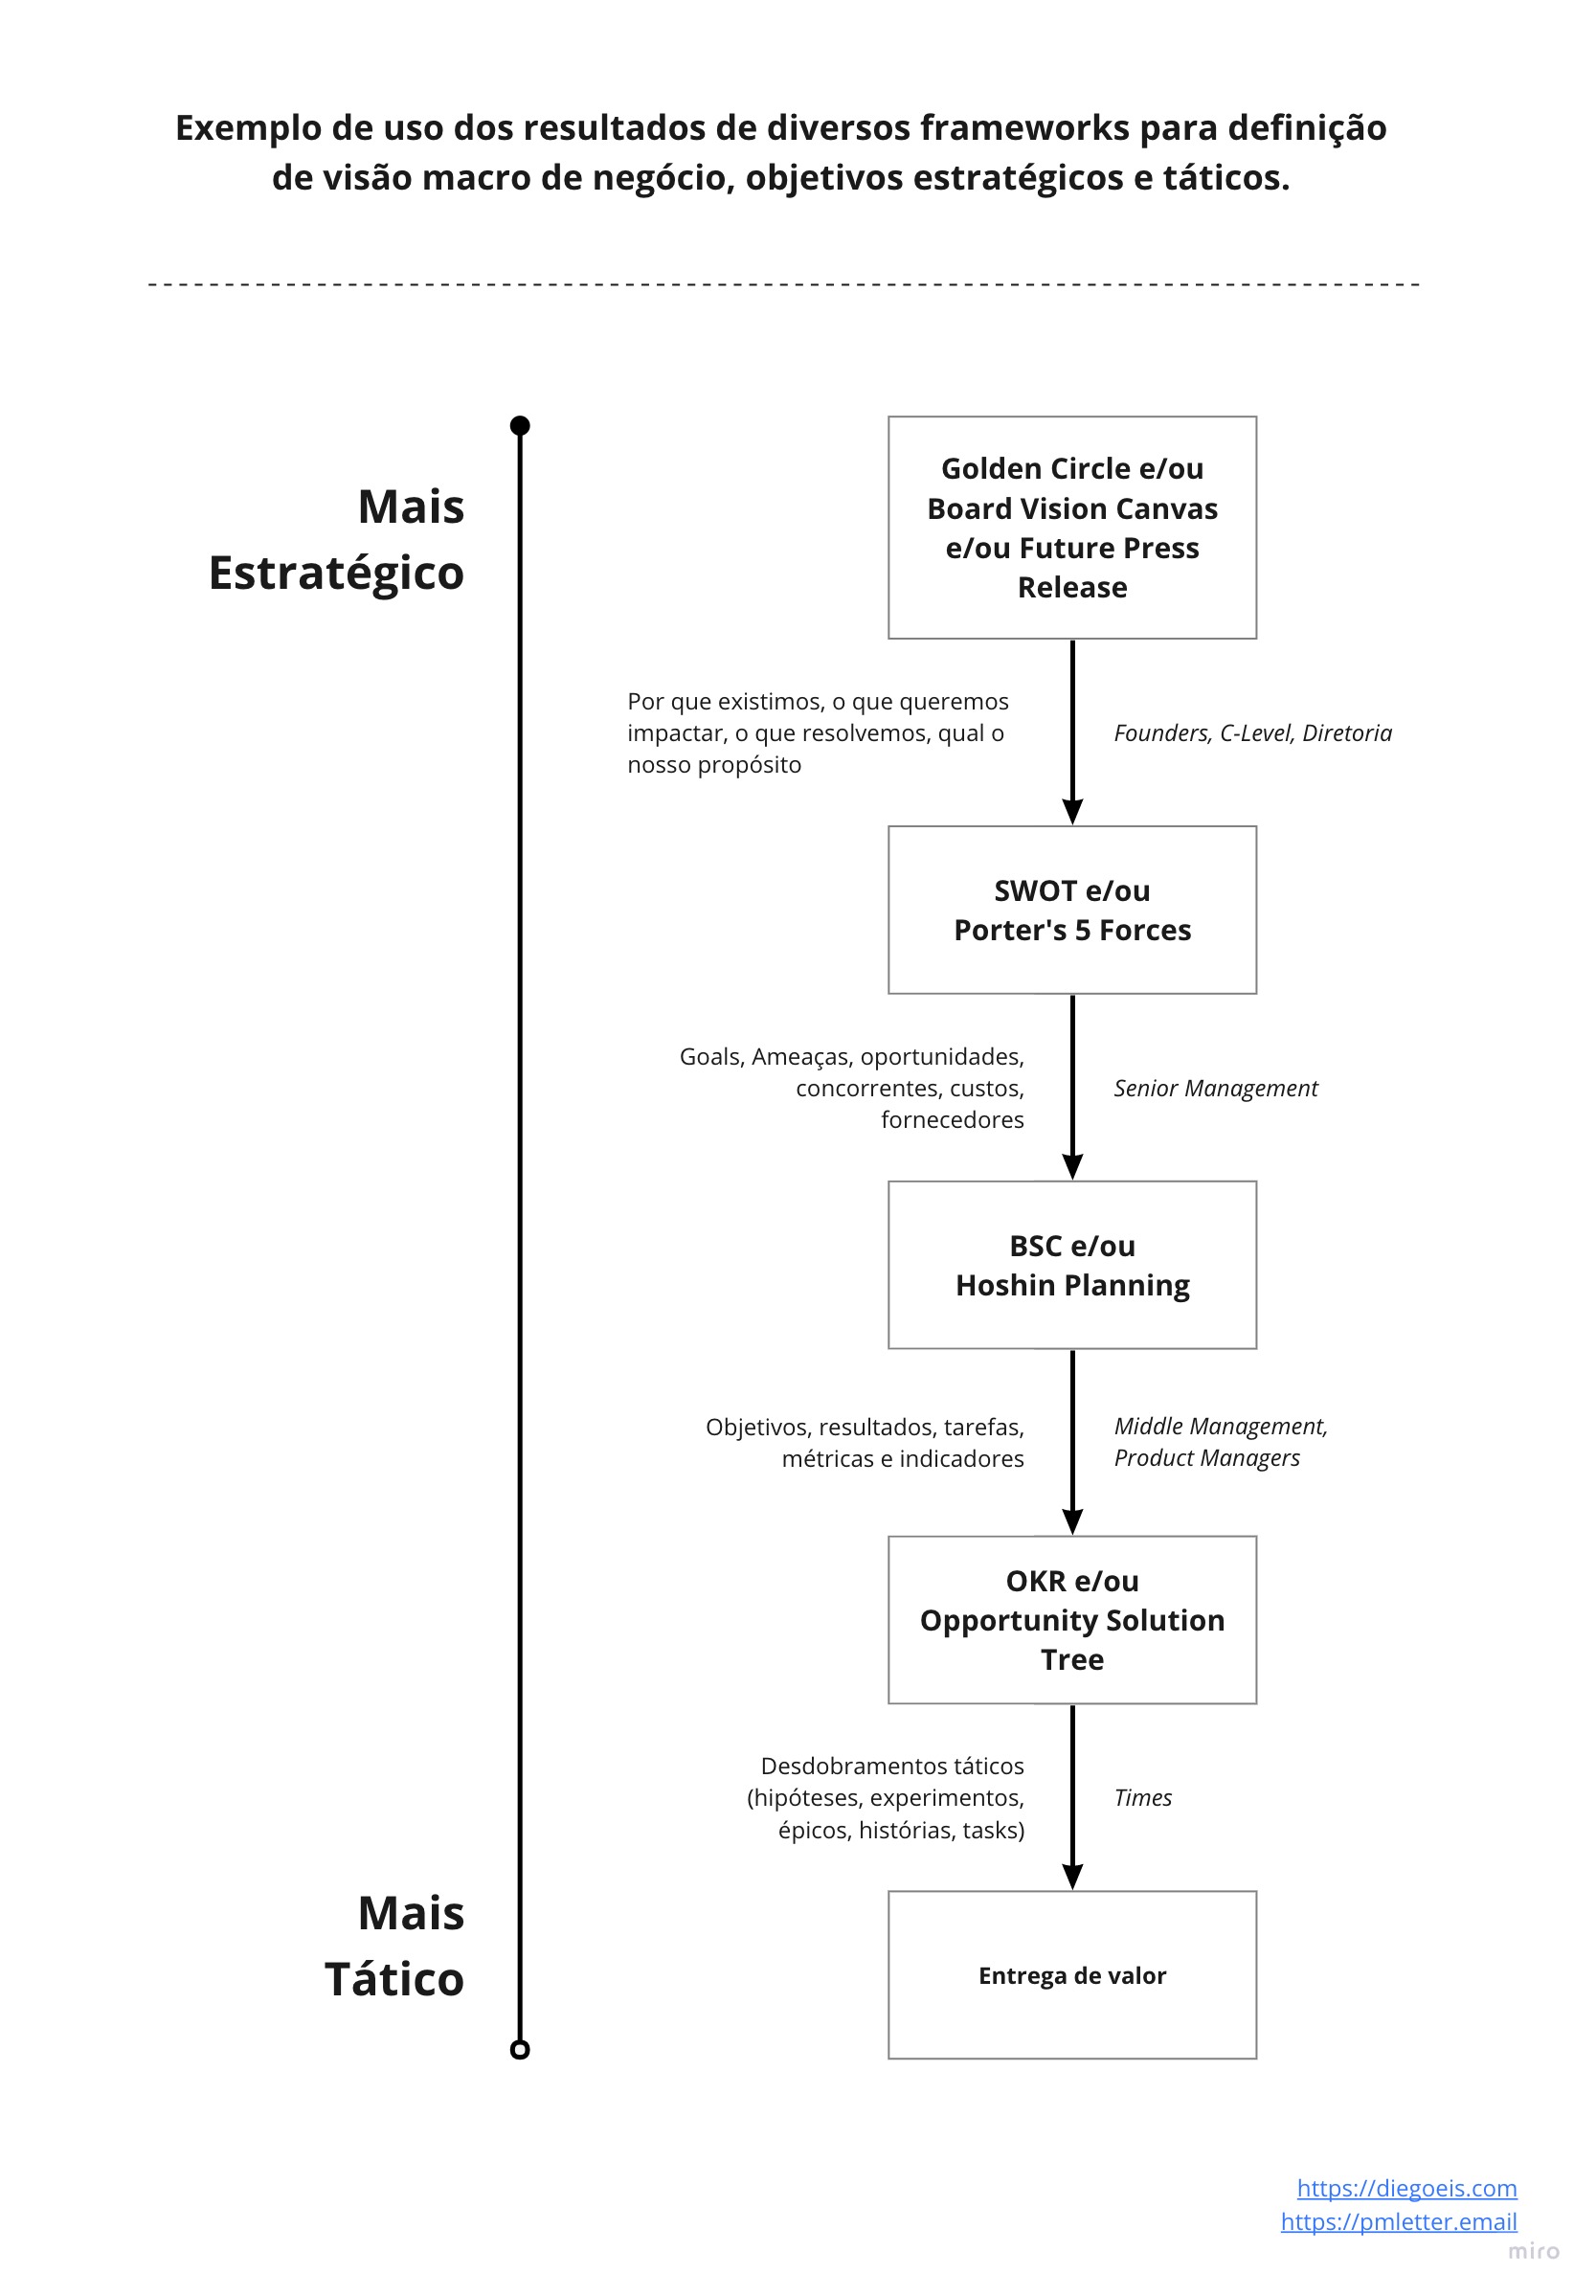 Exemplo de uso dos resultados de diversos frameworks para definição
de visão macro de negócio, objetivos estratégicos e táticos.
Mais
Estratégico
Golden Circle e/ou
Board Vision Canvas
e/ou Future Press
Release
Por que existimos, o que queremos
impactar, o que resolvemos, qual o
nosso propósito
Founders, C-Level, Diretoria
SWOT e/ou
Porter's 5 Forces
Goals, Ameaças, oportunidades,
concorrentes, custos,
fornecedores
Senior Management
BSC e/ou
Hoshin Planning
Objetivos, resultados, tarefas,
métricas e indicadores
Middle Management,
Product Managers
OKR e/ou
Opportunity Solution
Tree
Desdobramentos táticos
(hipóteses, experimentos,
épicos, histórias, tasks)
Times
Mais
Tático
Entrega de valor
https://diegoeis.com
https://pmletter.email
miro